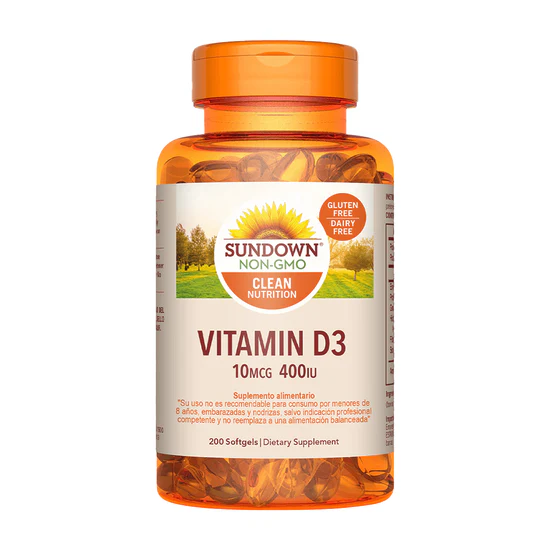 GLUTEN
FREE
DAIRY
FREE
SUNDOWN®
NON-GMO
CLEAN
NUTRITION
VITAMIN D3
10MCG 400IU
Suplemento alimentario
"Su uso no es recomendable para consumo por menores de
8 años, embarazadas y nodrizas, salvo indicación profesional
competente y no reemplaza a una alimentación balanceada"
200 Softgels | Dietary Supplement